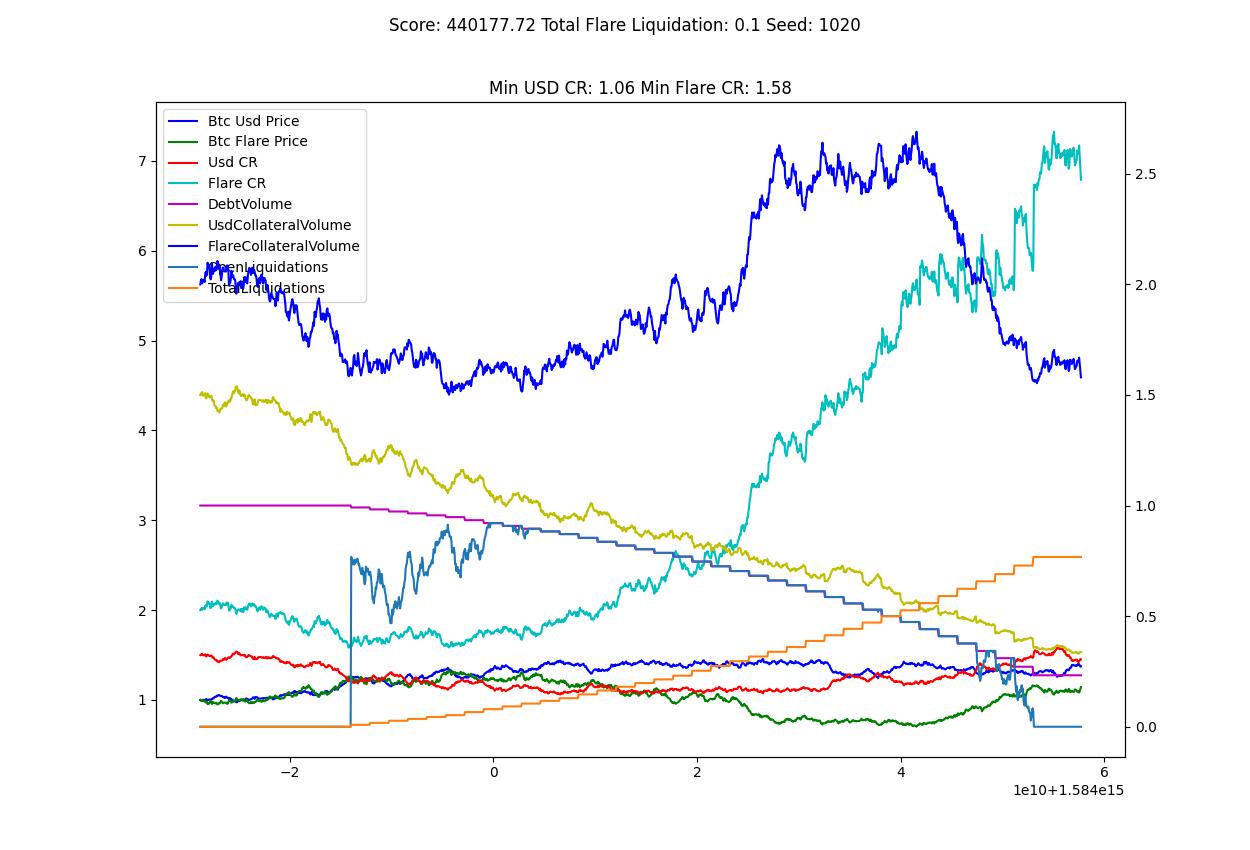 Score: 440177.72 Total Flare Liquidation: 0.1 Seed: 1020
Min USD CR: 1.06 Min Flare CR: 1.58
Btc Usd Price
Btc Flare Price
Usd CR
Flare CR
DebtVolume
UsdCollateralVolume
FlareCollateralVolume
OpenLiquidations
TotalLiquidations
7
6
5
4
3
2
1
2.5
2.0
1.5
1.0
0.5
0.0
−2
0
2
4
6
1e10+1.584e15